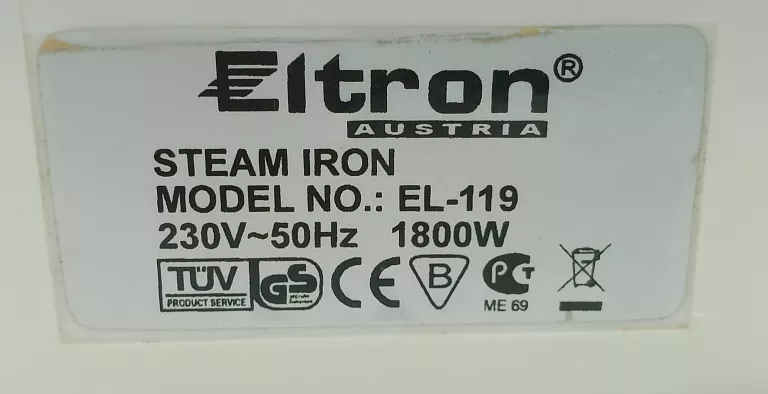 Eltron®
AUSTRIA
STEAM IRON
MODEL NO.: EL-119
230V~50Hz 1800W
TÜV PRODUCT SERVICE GS CE B PCT ME 69